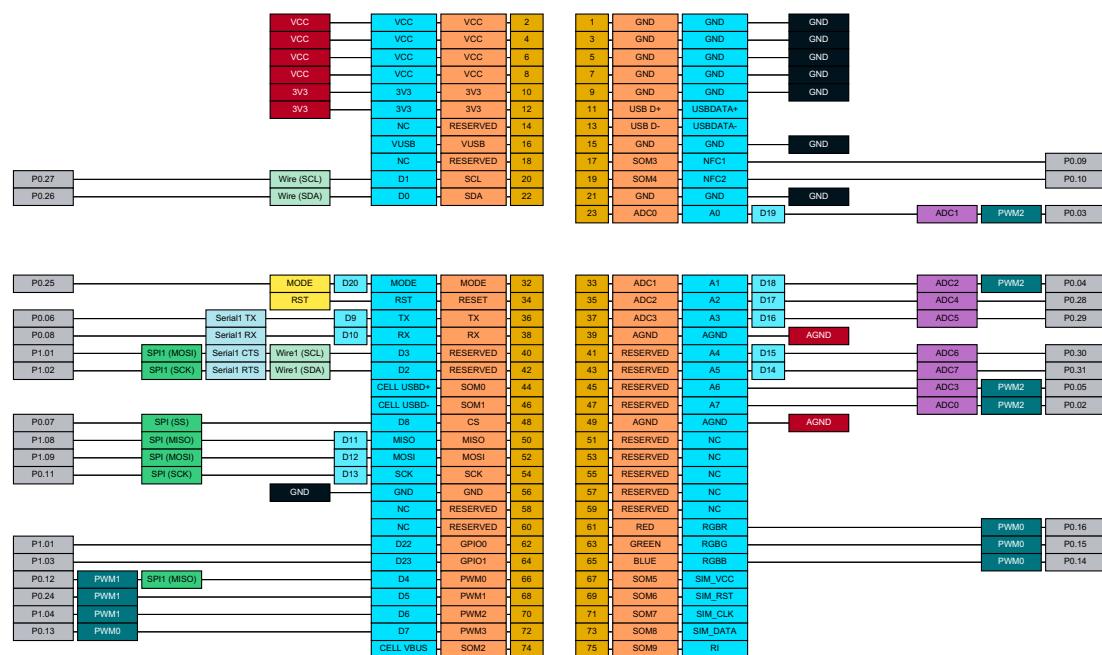 VCC VCC VCC 2 1 GND GND GND
VCC VCC VCC 4 3 GND GND GND
VCC VCC VCC 6 5 GND GND GND
VCC VCC VCC 8 7 GND GND GND
3V3 3V3 3V3 10 9 GND GND GND
3V3 3V3 3V3 12 11 USB D+ USBDATA+
NC RESERVED 14 13 USB D- USBDATA-
VUSB VUSB 16 15 GND GND GND
NC RESERVED 18 17 SOM3 NFC1 P0.09
P0.27 Wire (SCL) D1 SCL 20 19 SOM4 NFC2 P0.10
P0.26 Wire (SDA) D0 SDA 22 21 GND GND GND
23 ADC0 A0 D19 ADC1 PWM2 P0.03
P0.25 MODE D20 MODE MODE 32 33 ADC1 A1 D18 ADC2 PWM2 P0.04
RST RST RESET 34 35 ADC2 A2 D17 ADC4 P0.28
P0.06 Serial1 TX D9 TX TX 36 37 ADC3 A3 D16 ADC5 P0.29
P0.08 Serial1 RX D10 RX RX 38 39 AGND AGND AGND
P1.01 SPI1 (MOSI) Serial1 CTS Wire1 (SCL) D3 RESERVED 40 41 RESERVED A4 D15 ADC6 P0.30
P1.02 SPI1 (SCK) Serial1 RTS Wire1 (SDA) D2 RESERVED 42 43 RESERVED A5 D14 ADC7 P0.31
CELL USBD+ SOM0 44 45 RESERVED A6 ADC3 PWM2 P0.05
CELL USBD- SOM1 46 47 RESERVED A7 ADC0 PWM2 P0.02
P0.07 SPI (SS) D8 CS 48 49 AGND AGND AGND
P1.08 SPI (MISO) D11 MISO MISO 50 51 RESERVED NC
P1.09 SPI (MOSI) D12 MOSI MOSI 52 53 RESERVED NC
P0.11 SPI (SCK) D13 SCK SCK 54 55 RESERVED NC
GND GND GND 56 57 RESERVED NC
NC RESERVED 58 59 RESERVED NC
NC RESERVED 60 61 RED RGBR PWM0 P0.16
P1.01 D22 GPIO0 62 63 GREEN RGBG PWM0 P0.15
P1.03 D23 GPIO1 64 65 BLUE RGBB PWM0 P0.14
P0.12 PWM1 SPI1 (MISO) D4 PWM0 66 67 SOM5 SIM_VCC
P0.24 PWM1 D5 PWM1 68 69 SOM6 SIM_RST
P1.04 PWM1 D6 PWM2 70 71 SOM7 SIM_CLK
P0.13 PWM0 D7 PWM3 72 73 SOM8 SIM_DATA
CELL VBUS SOM2 74 75 SOM9 RI